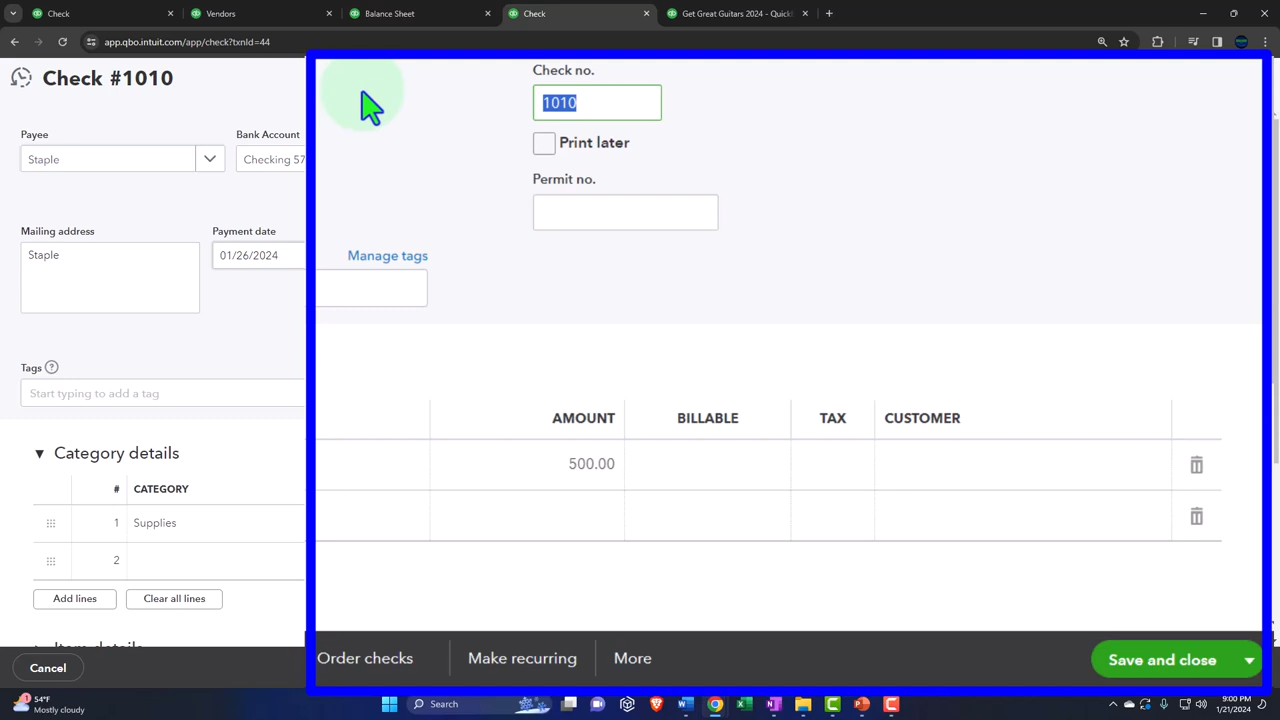 Check
Vendors
Balance Sheet
Check
Get Great Guitars 2024 - Quick
app.qbo.intuit.com/app/check?txnId=44
Check #1010
Check no.
1010
Print later
Permit no.
Payee
Bank Account
Staple
Checking 57
Mailing address
Payment date
Staple
01/26/2024
Manage tags
Tags ?
Start typing to add a tag
Category details
# CATEGORY AMOUNT BILLABLE TAX CUSTOMER
1 Supplies 500.00
2
Add lines
Clear all lines
Item details
Cancel
Order checks
Make recurring
More
Save and close
54°F
Mostly cloudy
Search
9:00 PM
1/21/2024